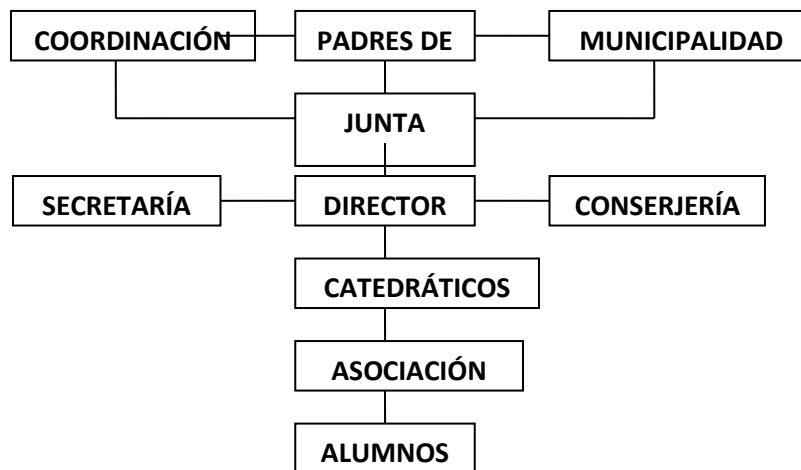 COORDINACIÓN PADRES DE MUNICIPALIDAD
JUNTA
SECRETARÍA DIRECTOR CONSERJERÍA
CATEDRÁTICOS
ASOCIACIÓN
ALUMNOS